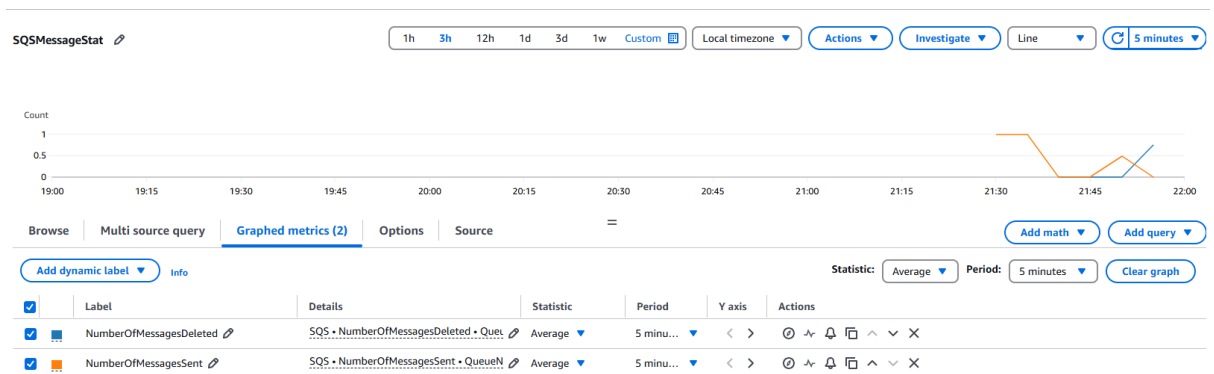 SQSMessageStat 1h 3h 12h 1d 3d 1w Custom Local timezone Actions Investigate Line 5 minutes
Count
1
0.5
0
19:00 19:15 19:30 19:45 20:00 20:15 20:30 20:45 21:00 21:15 21:30 21:45 22:00
Browse Multi source query Graphed metrics (2) Options Source Add math Add query
Add dynamic label Info Statistic: Average Period: 5 minutes Clear graph
Label Details Statistic Period Y axis Actions
NumberOfMessagesDeleted SQS • NumberOfMessagesDeleted • Queu Average 5 minu...
NumberOfMessagesSent SQS • NumberOfMessagesSent • QueueN Average 5 minu...